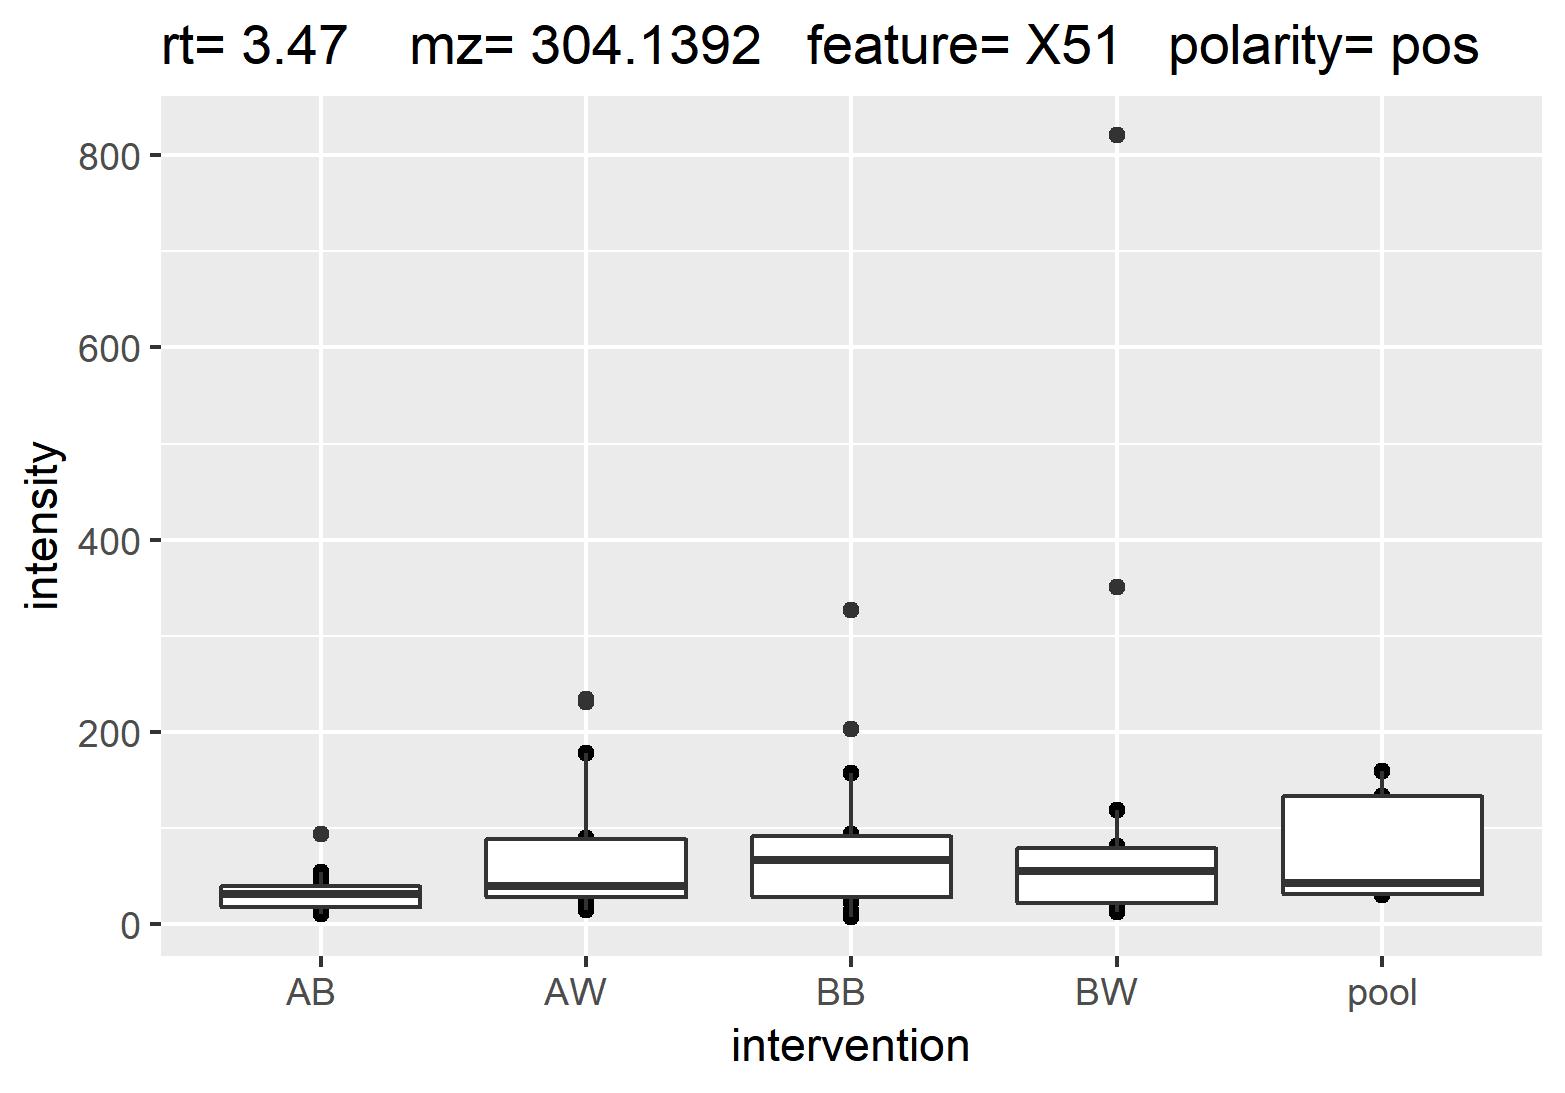 rt= 3.47 mz= 304.1392 feature= X51 polarity= pos
800
600
400
200
0
intensity
AB AW BB BW pool
intervention